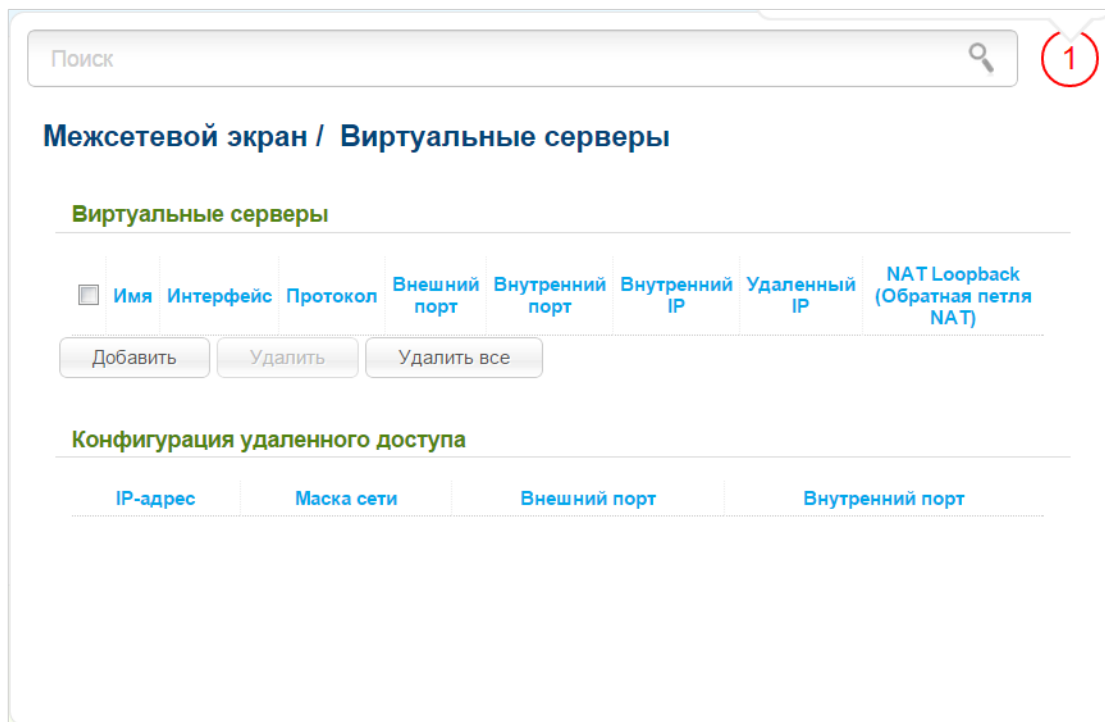 Поиск
1
Межсетевой экран / Виртуальные серверы
Виртуальные серверы
Имя Интерфейс Протокол Внешний порт Внутренний порт Внутренний IP Удаленный IP NAT Loopback (Обратная петля NAT)
Добавить Удалить Удалить все
Конфигурация удаленного доступа
IP-адрес Маска сети Внешний порт Внутренний порт